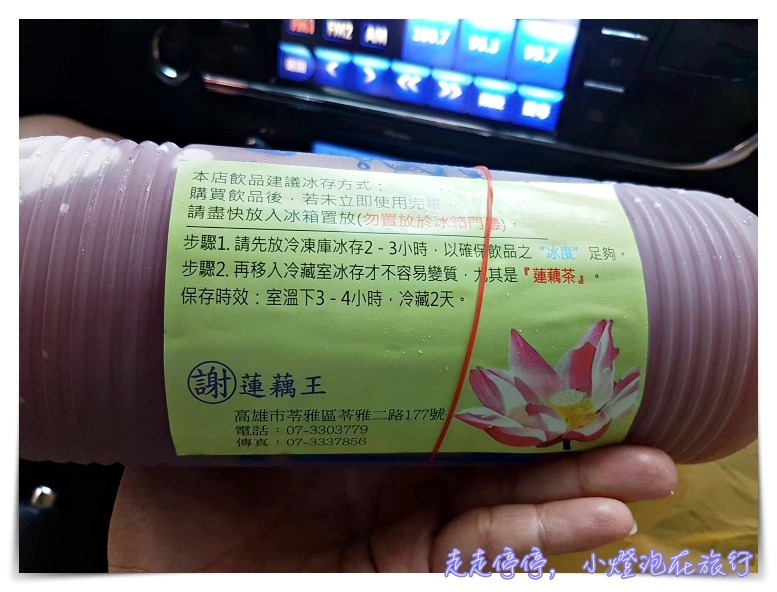 FM1 FM2 AM
100.7 90.5 99.7
< > << >>
本店飲品建議冰存方式：
購買飲品後，若未立即使用完畢，
請盡快放入冰箱置放(勿置放於冰箱門邊)。
步驟1. 請先放冷凍庫冰存2-3小時，以確保飲品之"冰度"足夠。
步驟2. 再移入冷藏室冰存才不容易變質，尤其是『蓮藕茶』。
保存時效：室溫下3-4小時，冷藏2天。
謝 蓮藕王
高雄市苓雅區苓雅二路177號
電話：07-3303779
傳真：07-3337856
走走停停，小燈泡在旅行